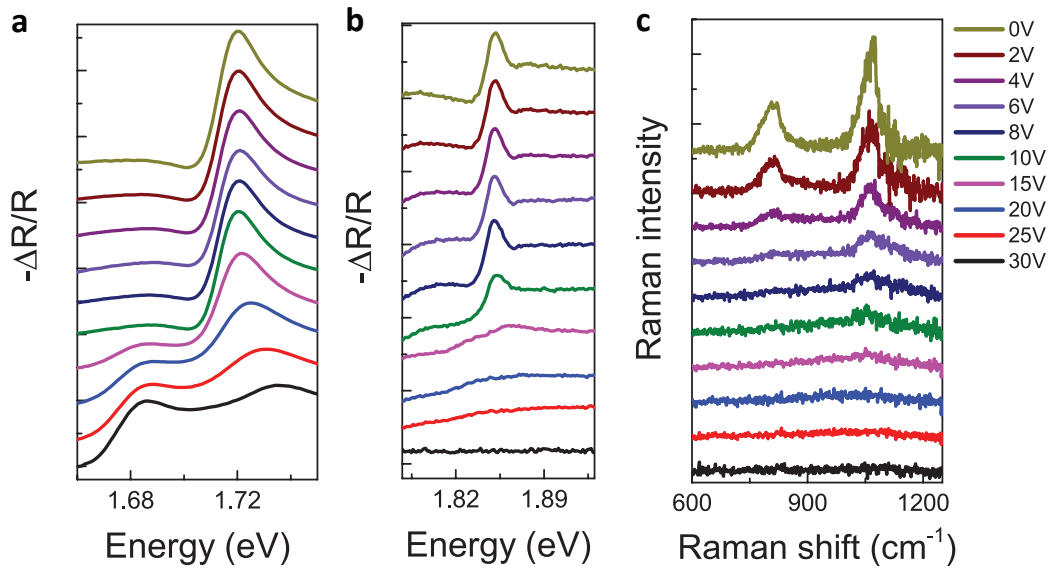 a
-ΔR/R
1.68
1.72
Energy (eV)
b
-ΔR/R
1.82
1.89
Energy (eV)
c
Raman intensity
600
900
1200
Raman shift (cm⁻¹)
0V
2V
4V
6V
8V
10V
15V
20V
25V
30V